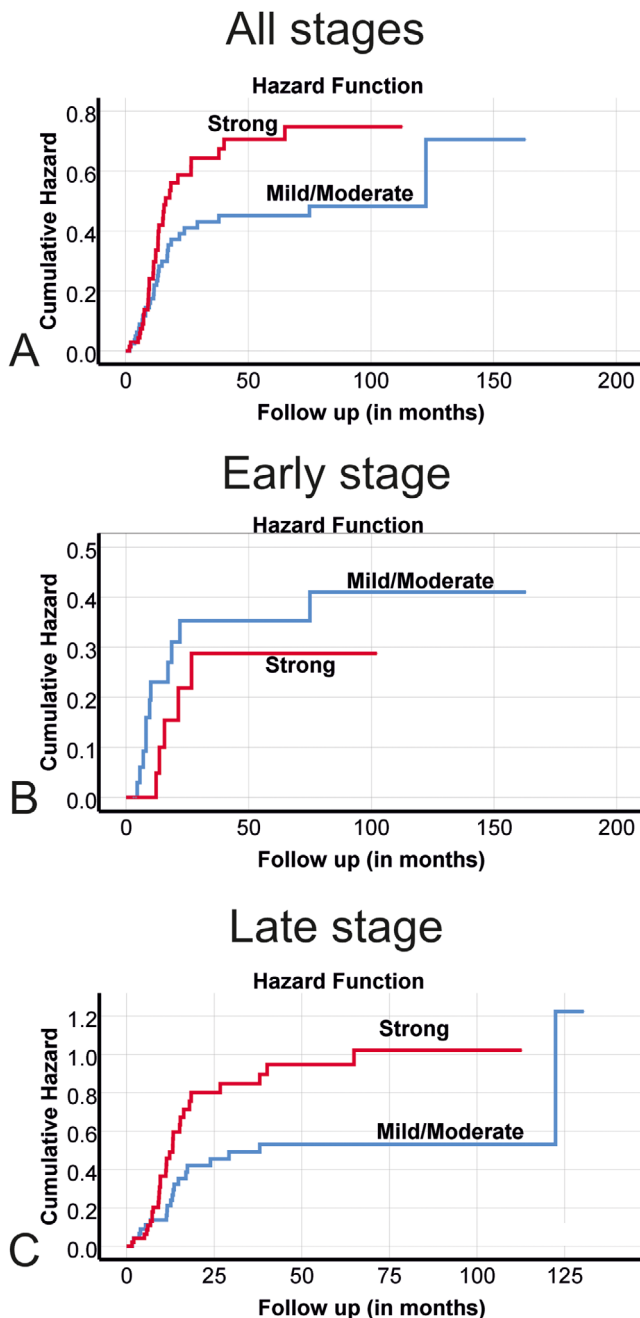 All stages
Hazard Function
0.8
Strong
0.6
Mild/Moderate
0.4
0.2
0.0
Cumulative Hazard
A
0 50 100 150 200
Follow up (in months)
Early stage
Hazard Function
0.5
Mild/Moderate
0.4
0.3
Strong
0.2
0.1
0.0
Cumulative Hazard
B
0 50 100 150 200
Follow up (in months)
Late stage
Hazard Function
1.2
Strong
1.0
0.8
0.6
Mild/Moderate
0.4
0.2
0.0
Cumulative Hazard
C
0 25 50 75 100 125
Follow up (in months)